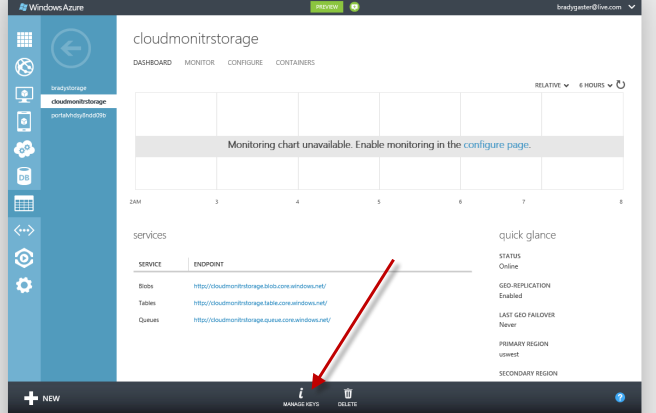 Windows Azure
PREVIEW
bradygaster@live.com
cloudmonitrstorage
DASHBOARD MONITOR CONFIGURE CONTAINERS
bradystorage
cloudmonitrstorage
portalvhdsy8ndd09b
RELATIVE 6 HOURS
Monitoring chart unavailable. Enable monitoring in the configure page.
2AM 3 4 5 6 7 8
DB
services
SERVICE ENDPOINT
Blobs http://cloudmonitrstorage.blob.core.windows.net/
Tables http://cloudmonitrstorage.table.core.windows.net/
Queues http://cloudmonitrstorage.queue.core.windows.net/
quick glance
STATUS
Online
GEO-REPLICATION
Enabled
LAST GEO FAILOVER
Never
PRIMARY REGION
uswest
SECONDARY REGION
NEW
MANAGE KEYS
DELETE
?